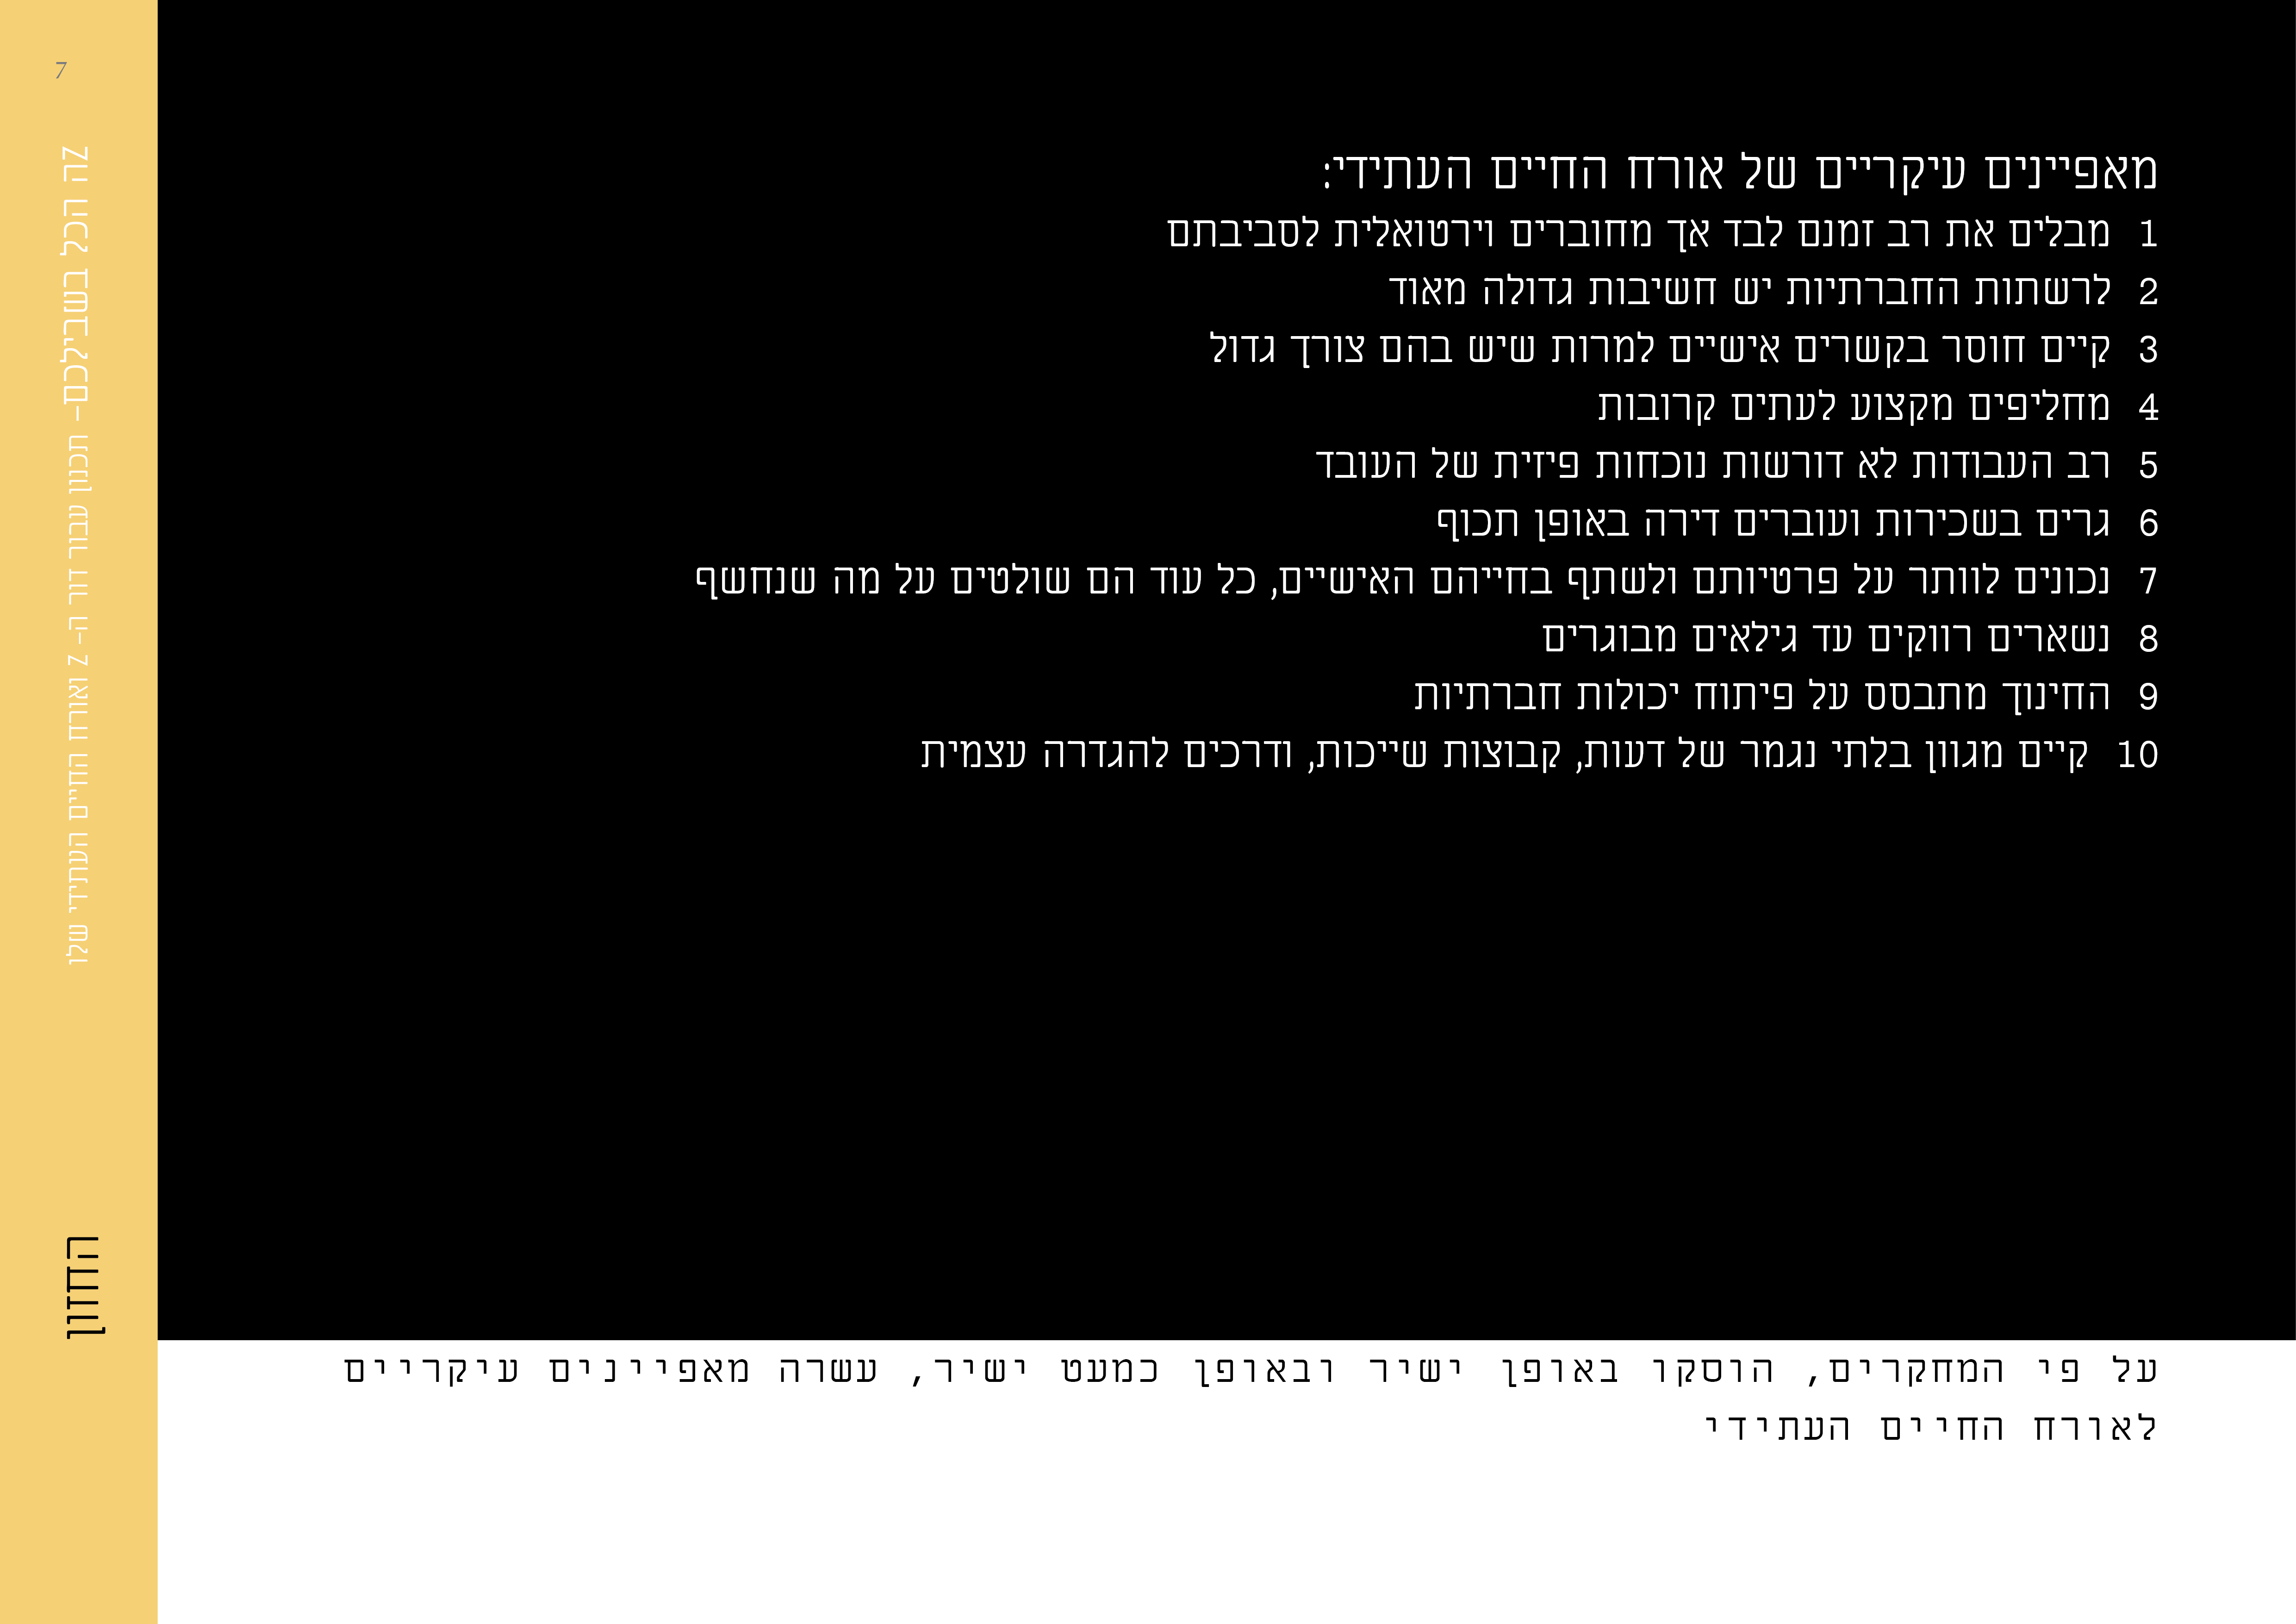 7
Zה הכל בשבילכם- תכנון עבור דור ה- Z ואורח החיים העתידי שלו
החזון
מאפיינים עיקריים של אורח החיים העתידי:
1 מבלים את רב זמנם לבד אך מחוברים וירטואלית לסביבתם
2 לרשתות החברתיות יש חשיבות גדולה מאוד
3 קיים חוסר בקשרים אישיים למרות שיש בהם צורך גדול
4 מחליפים מקצוע לעתים קרובות
5 רב העבודות לא דורשות נוכחות פיזית של העובד
6 גרים בשכירות ועוברים דירה באופן תכוף
7 נכונים לוותר על פרטיותם ולשתף בחייהם האישיים, כל עוד הם שולטים על מה שנחשף
8 נשארים רווקים עד גילאים מבוגרים
9 החינוך מתבסס על פיתוח יכולות חברתיות
10 קיים מגוון בלתי נגמר של דעות, קבוצות שייכות, ודרכים להגדרה עצמית
על פי המחקרים, הוסקו באופן ישיר ובאופן כמעט ישיר, עשרה מאפיינים עיקריים
לאורח החיים העתידי